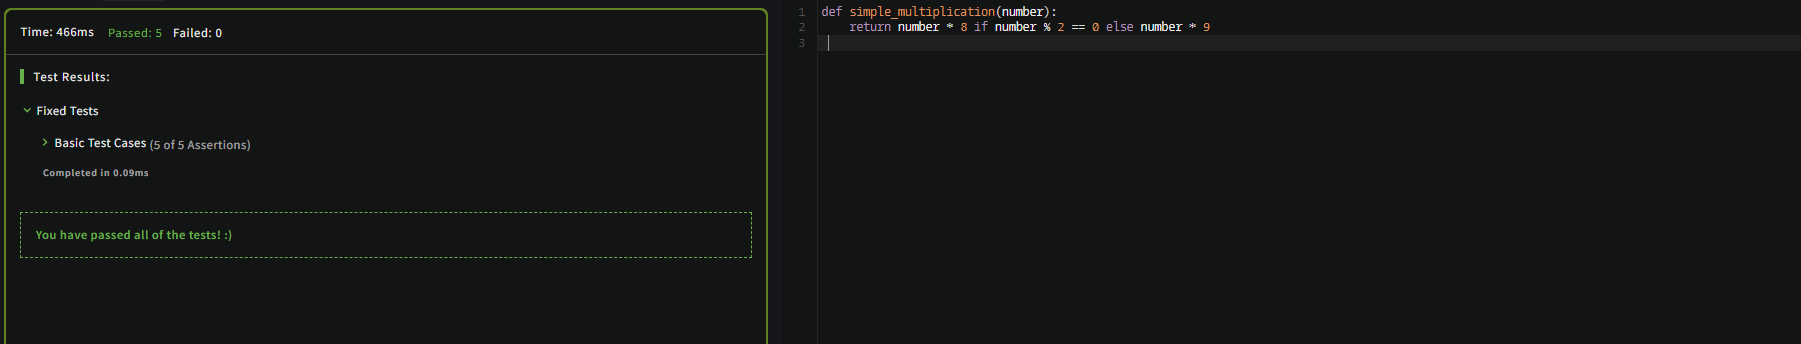 Time: 466ms Passed: 5 Failed: 0
Test Results:
Fixed Tests
Basic Test Cases (5 of 5 Assertions)
Completed in 0.09ms
You have passed all of the tests! :)
1 def simple_multiplication(number):
2     return number * 8 if number % 2 == 0 else number * 9
3